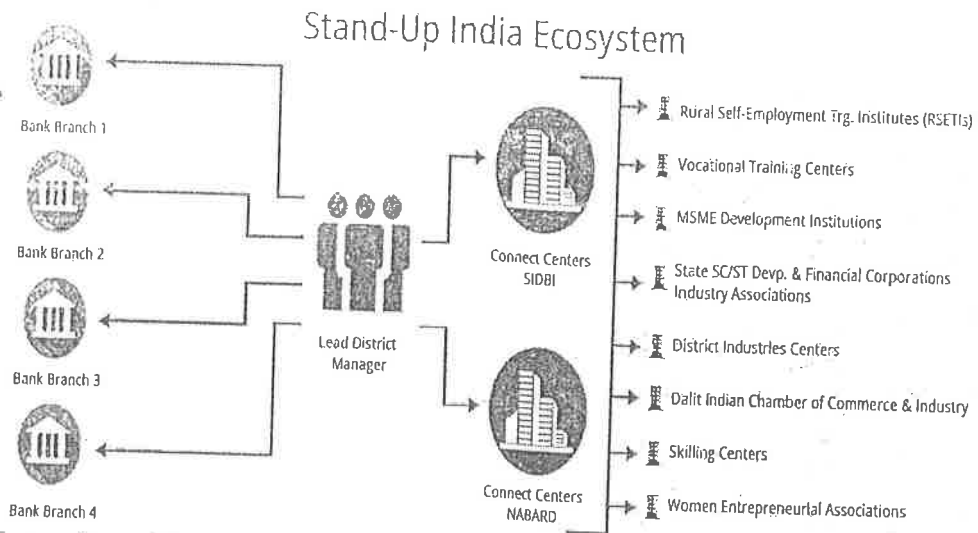 Stand-Up India Ecosystem
Bank Branch 1
Bank Branch 2
Bank Branch 3
Bank Branch 4
Lead District
Manager
Connect Centers
SIDBI
Connect Centers
NABARD
Rural Self-Employment Trg. Institutes (RSETIs)
Vocational Training Centers
MSME Development Institutions
State SC/ST Devp. & Financial Corporations
Industry Associations
District Industries Centers
Dalit Indian Chamber of Commerce & Industry
Skilling Centers
Women Entrepreneurial Associations